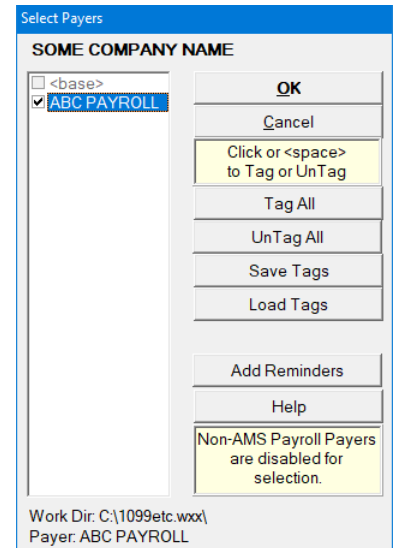 Select Payers
SOME COMPANY NAME
<base>
ABC PAYROLL
OK
Cancel
Click or <space>
to Tag or UnTag
Tag All
UnTag All
Save Tags
Load Tags
Add Reminders
Help
Non-AMS Payroll Payers
are disabled for
selection.
Work Dir: C:\1099etc.wxx\
Payer: ABC PAYROLL